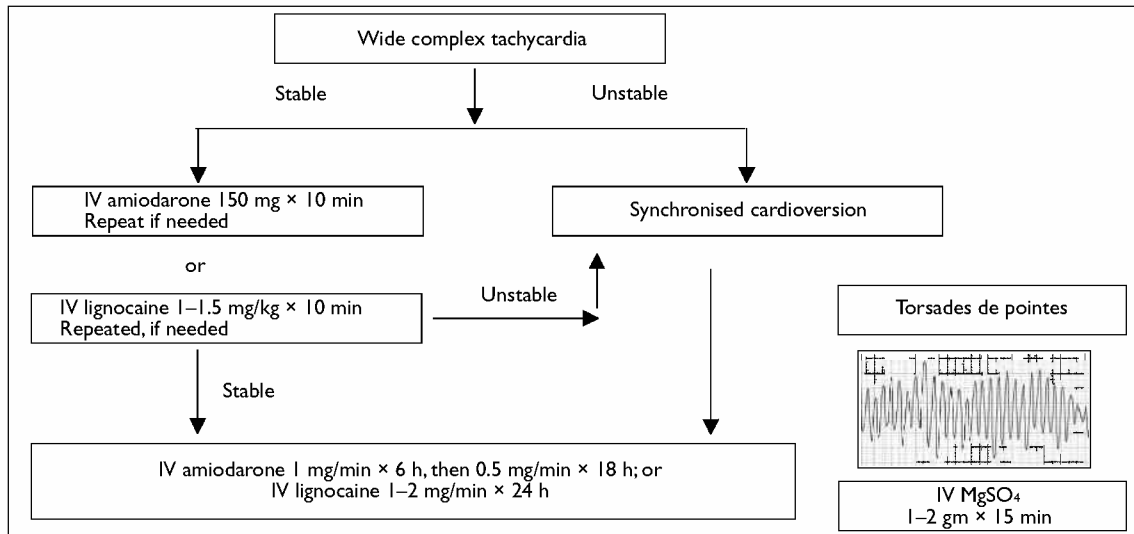 Wide complex tachycardia
Stable
Unstable
IV amiodarone 150 mg × 10 min
Repeat if needed
Synchronised cardioversion
or
IV lignocaine 1–1.5 mg/kg × 10 min
Repeated, if needed
Unstable
Stable
IV amiodarone 1 mg/min × 6 h, then 0.5 mg/min × 18 h; or
IV lignocaine 1–2 mg/min × 24 h
Torsades de pointes
IV MgSO₄
1–2 gm × 15 min